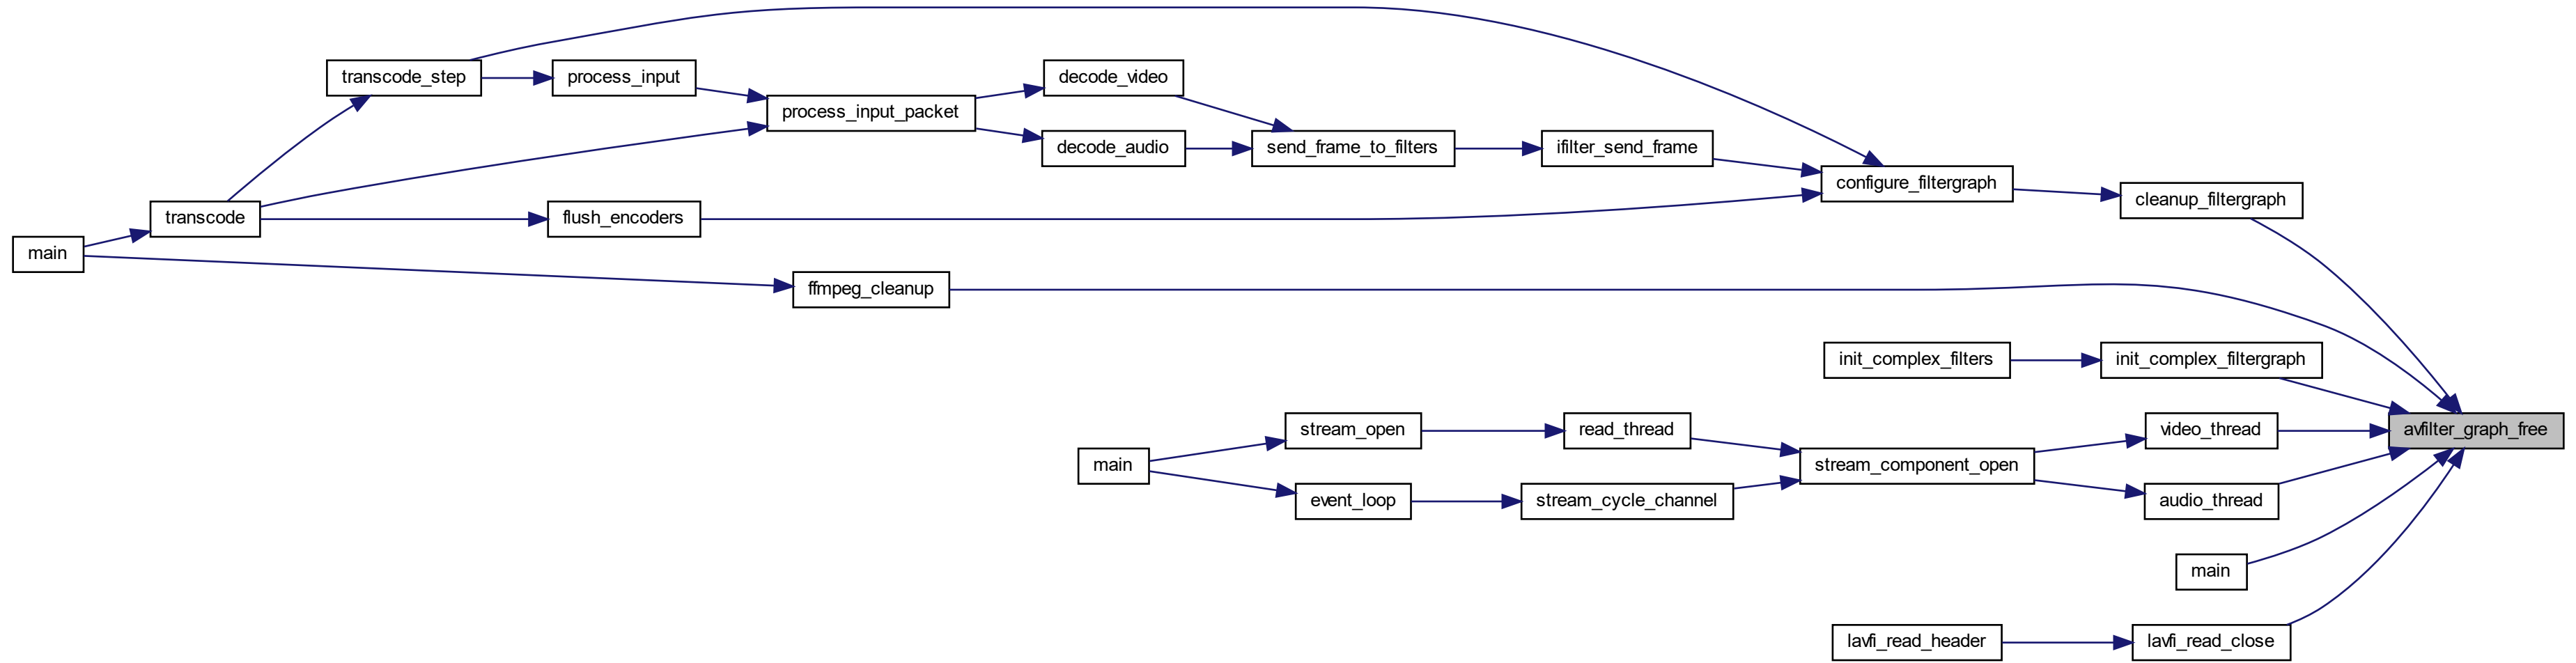 transcode_step
process_input
decode_video
process_input_packet
decode_audio
send_frame_to_filters
ifilter_send_frame
configure_filtergraph
cleanup_filtergraph
transcode
flush_encoders
main
ffmpeg_cleanup
init_complex_filters
init_complex_filtergraph
stream_open
read_thread
video_thread
avfilter_graph_free
main
stream_component_open
event_loop
stream_cycle_channel
audio_thread
main
lavfi_read_header
lavfi_read_close